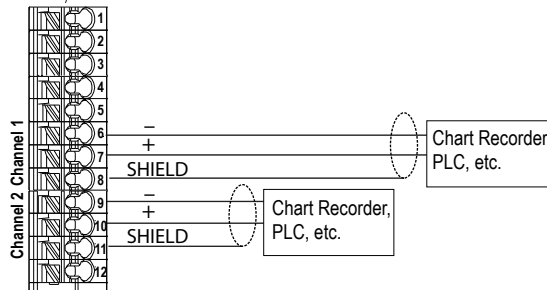 1
2
3
4
5
6
7
8
9
10
11
12
Channel 1
Channel 2
−
+
SHIELD
Chart Recorder
PLC, etc.
−
+
SHIELD
Chart Recorder,
PLC, etc.